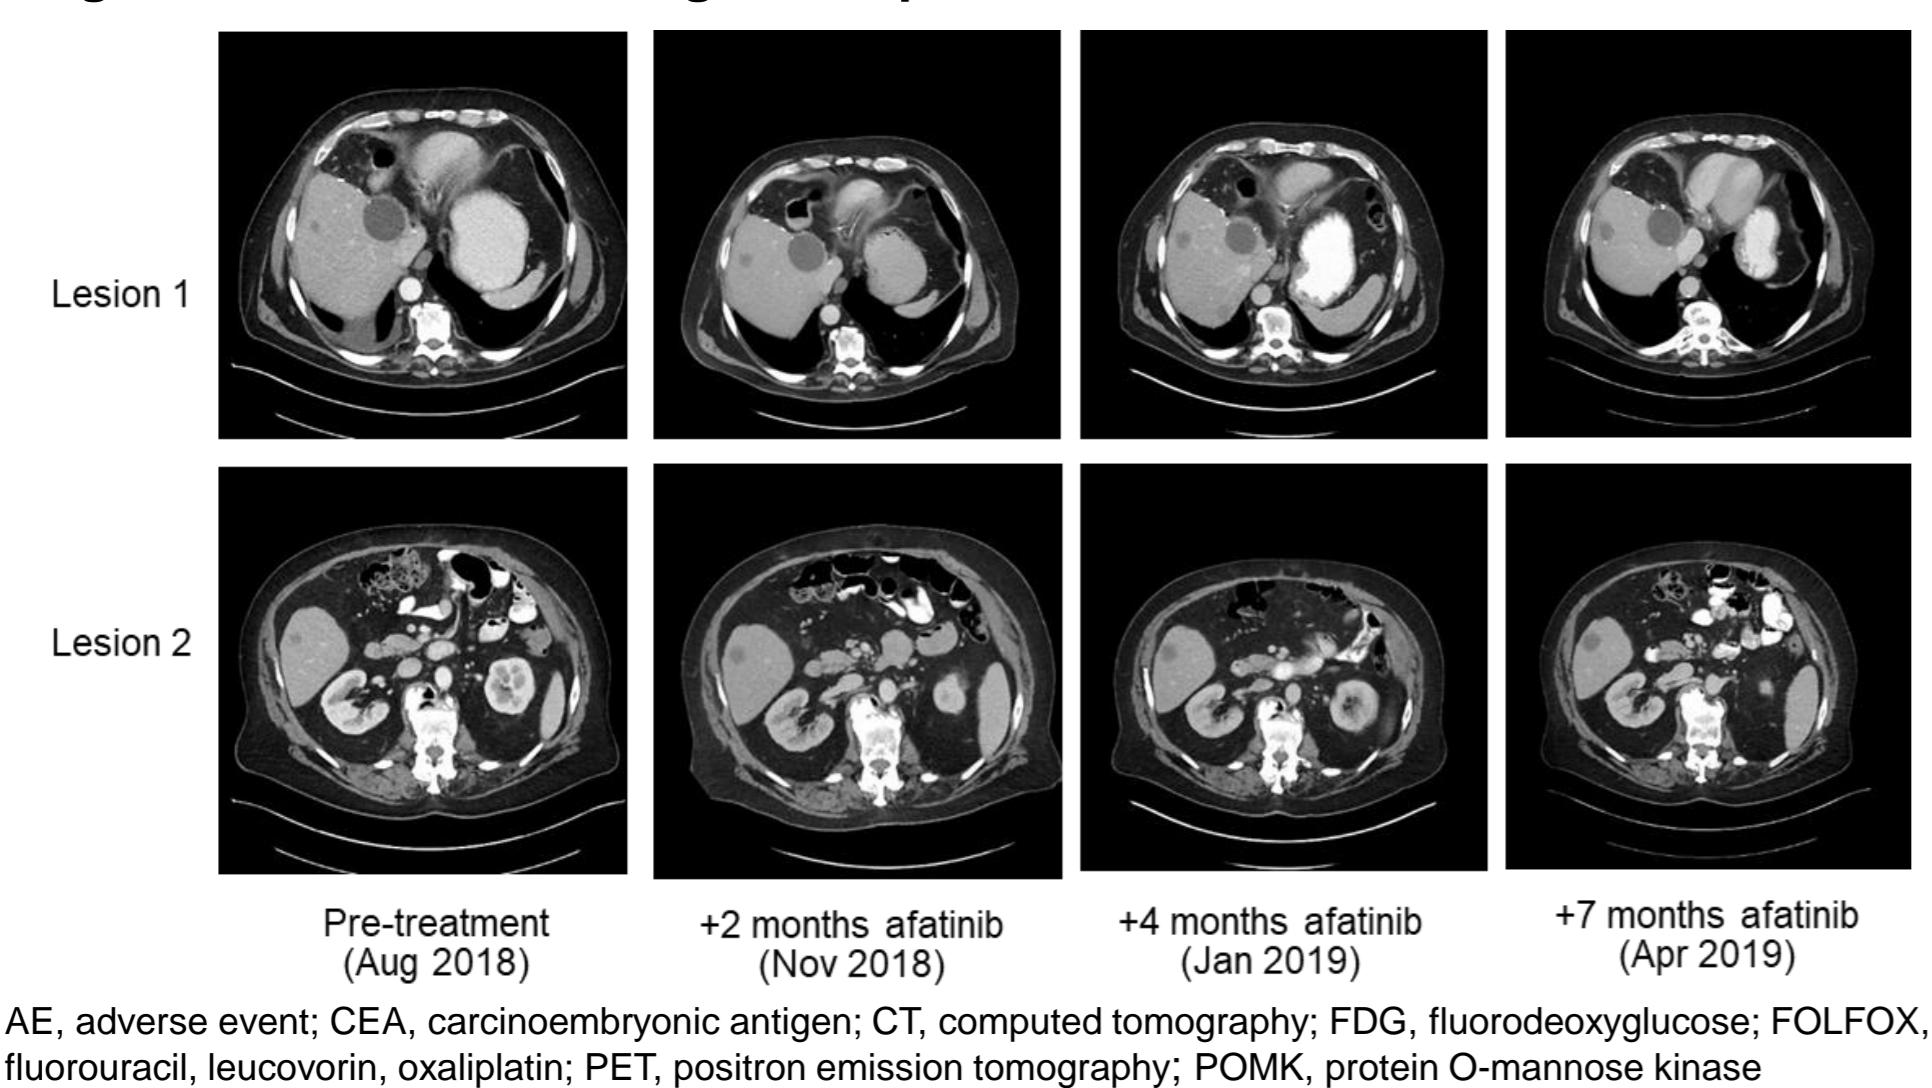 Lesion 1
Lesion 2
Pre-treatment
(Aug 2018)
+2 months afatinib
(Nov 2018)
+4 months afatinib
(Jan 2019)
+7 months afatinib
(Apr 2019)
AE, adverse event; CEA, carcinoembryonic antigen; CT, computed tomography; FDG, fluorodeoxyglucose; FOLFOX,
fluorouracil, leucovorin, oxaliplatin; PET, positron emission tomography; POMK, protein O-mannose kinase